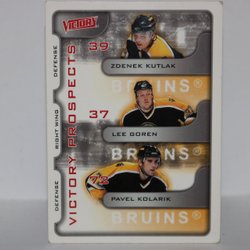 VICTORY
39
DEFENSE
ZDENEK KUTLAK
BRUINS®
VICTORY PROSPECTS
37
RIGHT WING
LEE GOREN
BRUINS®
DEFENSE
PAVEL KOLARIK
BRUINS®